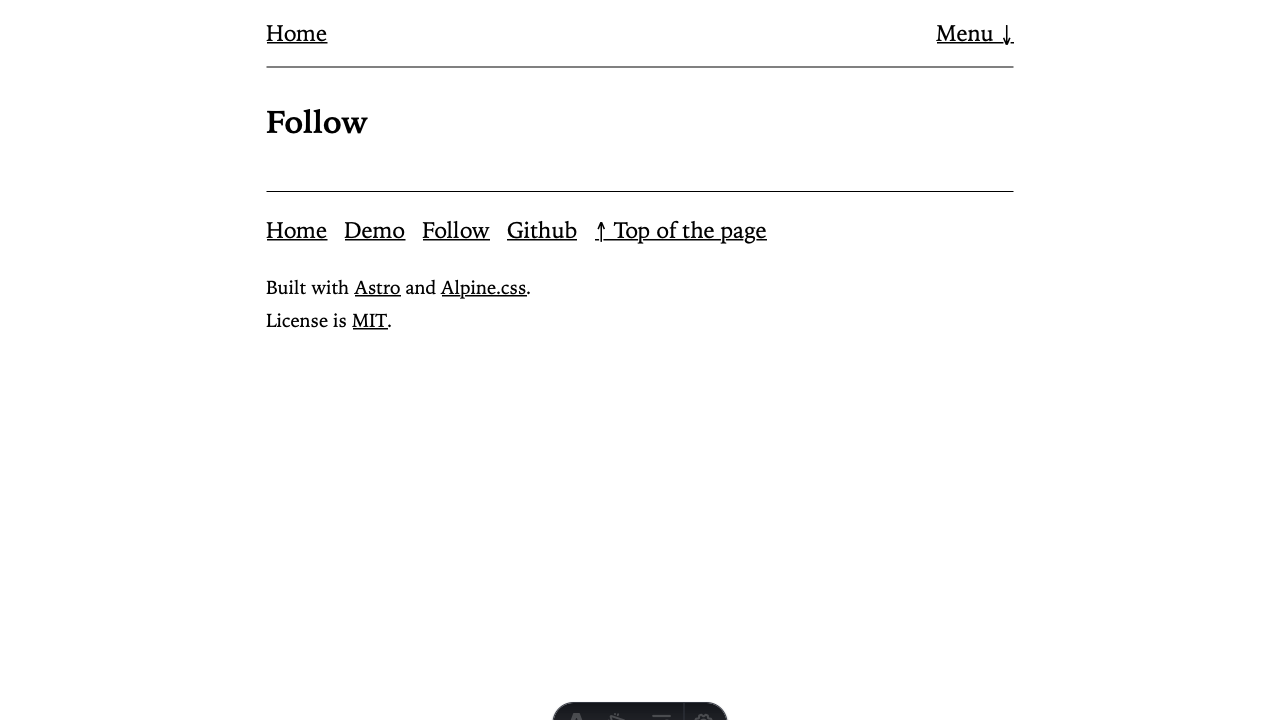 Home Menu ↓
Follow
Home Demo Follow Github ↑ Top of the page
Built with Astro and Alpine.css.
License is MIT.